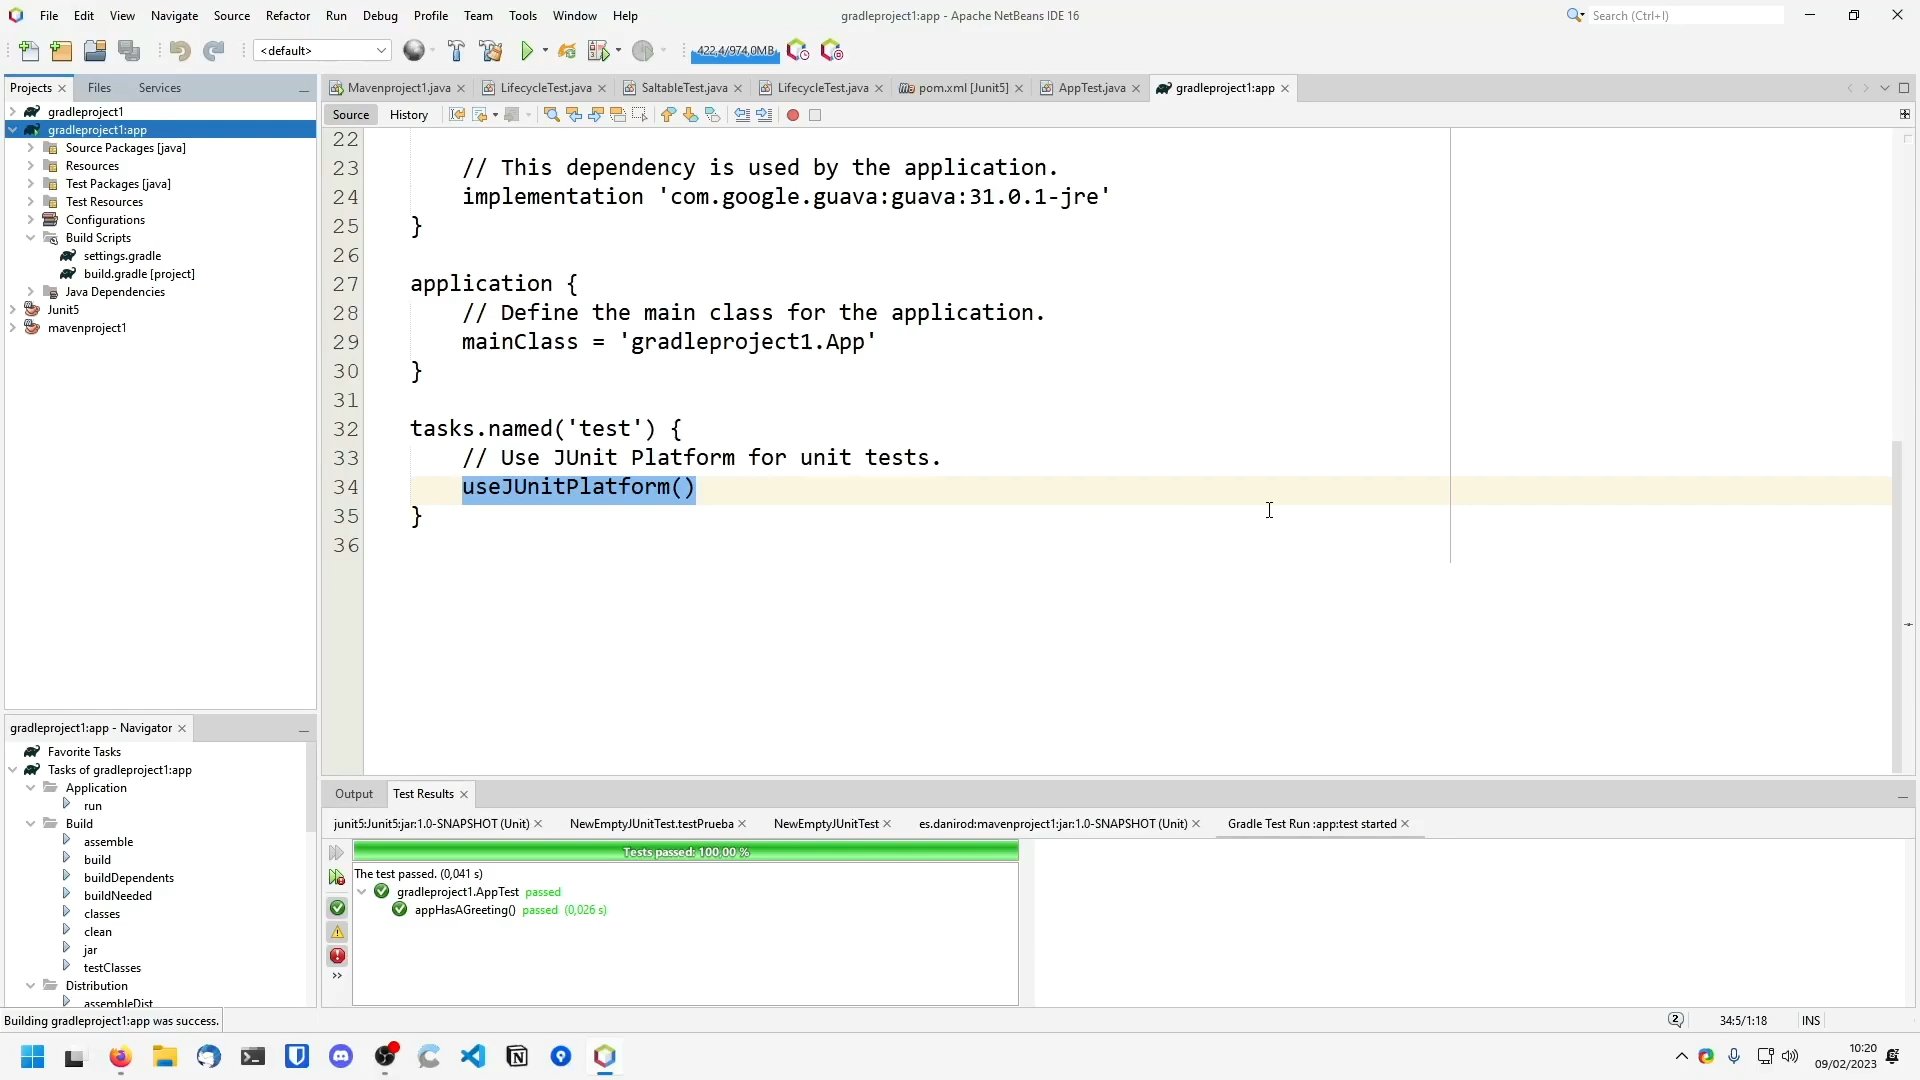 File Edit View Navigate Source Refactor Run Debug Profile Team Tools Window Help
gradleproject1:app - Apache NetBeans IDE 16
Search (Ctrl+I)
<default>
422,4/974,0MB
Projects Files Services
gradleproject1
gradleproject1:app
Source Packages [java]
Resources
Test Packages [java]
Test Resources
Configurations
Build Scripts
settings.gradle
build.gradle [project]
Java Dependencies
Junit5
mavenproject1
Mavenproject1.java LifecycleTest.java SaltableTest.java LifecycleTest.java pom.xml [Junit5] AppTest.java gradleproject1:app
Source History
22
23 // This dependency is used by the application.
24 implementation 'com.google.guava:guava:31.0.1-jre'
25 }
26
27 application {
28 // Define the main class for the application.
29 mainClass = 'gradleproject1.App'
30 }
31
32 tasks.named('test') {
33 // Use JUnit Platform for unit tests.
34 useJUnitPlatform()
35 }
36
gradleproject1:app - Navigator
Favorite Tasks
Tasks of gradleproject1:app
Application
run
Build
assemble
build
buildDependents
buildNeeded
classes
clean
jar
testClasses
Distribution
assembleDist
Output Test Results
junit5:Junit5:jar:1.0-SNAPSHOT (Unit) NewEmptyJUnitTest.testPrueba NewEmptyJUnitTest es.danirod:mavenproject1:jar:1.0-SNAPSHOT (Unit) Gradle Test Run :app:test started
Tests passed: 100,00 %
The test passed. (0,041 s)
gradleproject1.AppTest passed
appHasAGreeting() passed (0,026 s)
Building gradleproject1:app was success.
2
34:5/1:18 INS
10:20
09/02/2023